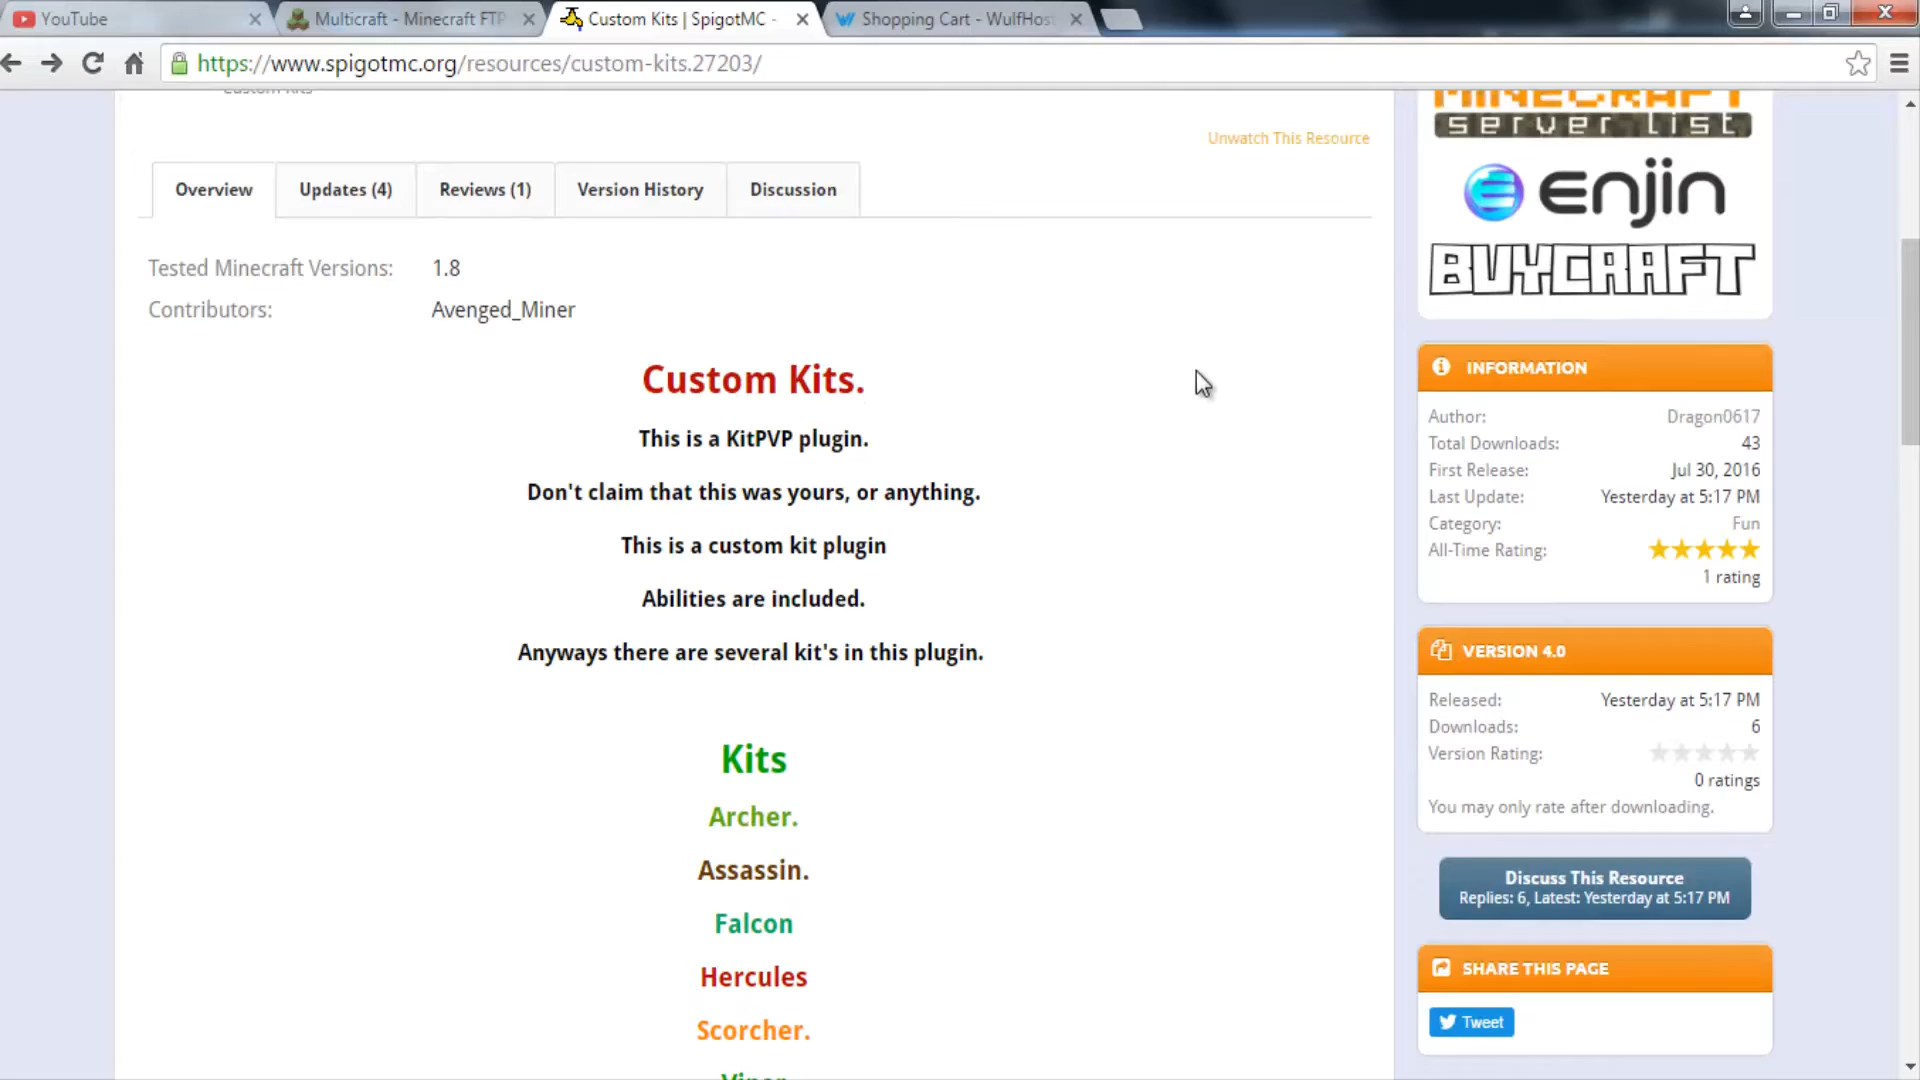 YouTube
Multicraft - Minecraft FTP
Custom Kits | SpigotMC -
Shopping Cart - WulfHost
https://www.spigotmc.org/resources/custom-kits.27203/
Custom Kits
MINECRAFT
server list
Unwatch This Resource
Overview
Updates (4)
Reviews (1)
Version History
Discussion
enjin
BUYCRAFT
Tested Minecraft Versions: 1.8
Contributors: Avenged_Miner
Custom Kits.
This is a KitPVP plugin.
Don't claim that this was yours, or anything.
This is a custom kit plugin
Abilities are included.
Anyways there are several kit's in this plugin.
Kits
Archer.
Assassin.
Falcon
Hercules
Scorcher.
Viper
INFORMATION
Author: Dragon0617
Total Downloads: 43
First Release: Jul 30, 2016
Last Update: Yesterday at 5:17 PM
Category: Fun
All-Time Rating:
1 rating
VERSION 4.0
Released: Yesterday at 5:17 PM
Downloads: 6
Version Rating:
0 ratings
You may only rate after downloading.
Discuss This Resource
Replies: 6, Latest: Yesterday at 5:17 PM
SHARE THIS PAGE
Tweet